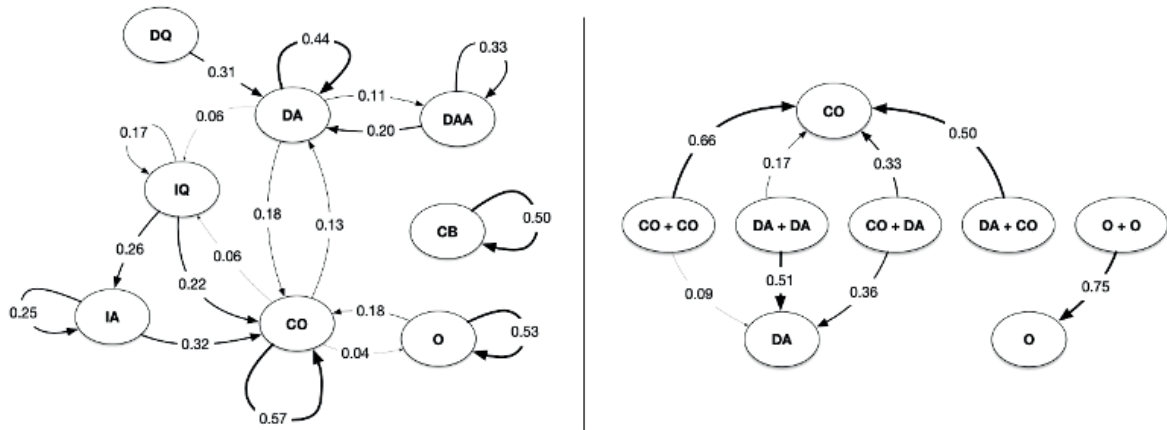 DQ
0.44
0.33
0.31
DA
0.11
DAA
0.06
0.20
0.17
IQ
0.18
0.13
CB
0.50
0.26
0.22
0.06
0.25
IA
0.32
CO
0.18
0.04
O
0.53
0.57
CO
0.66
0.17
0.33
0.50
CO + CO
DA + DA
CO + DA
DA + CO
O + O
0.09
0.51
0.36
0.75
DA
O